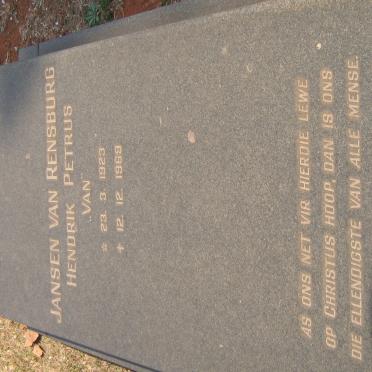 JANSEN VAN RENSBURG
HENDRIK PETRUS
„VAN”
☆ 23. 3. 1923
✝ 12. 12. 1969
AS ONS NET VIR HIERDIE LEWE
OP CHRISTUS HOOP, DAN IS ONS
DIE ELLENDIGSTE VAN ALLE MENSE.